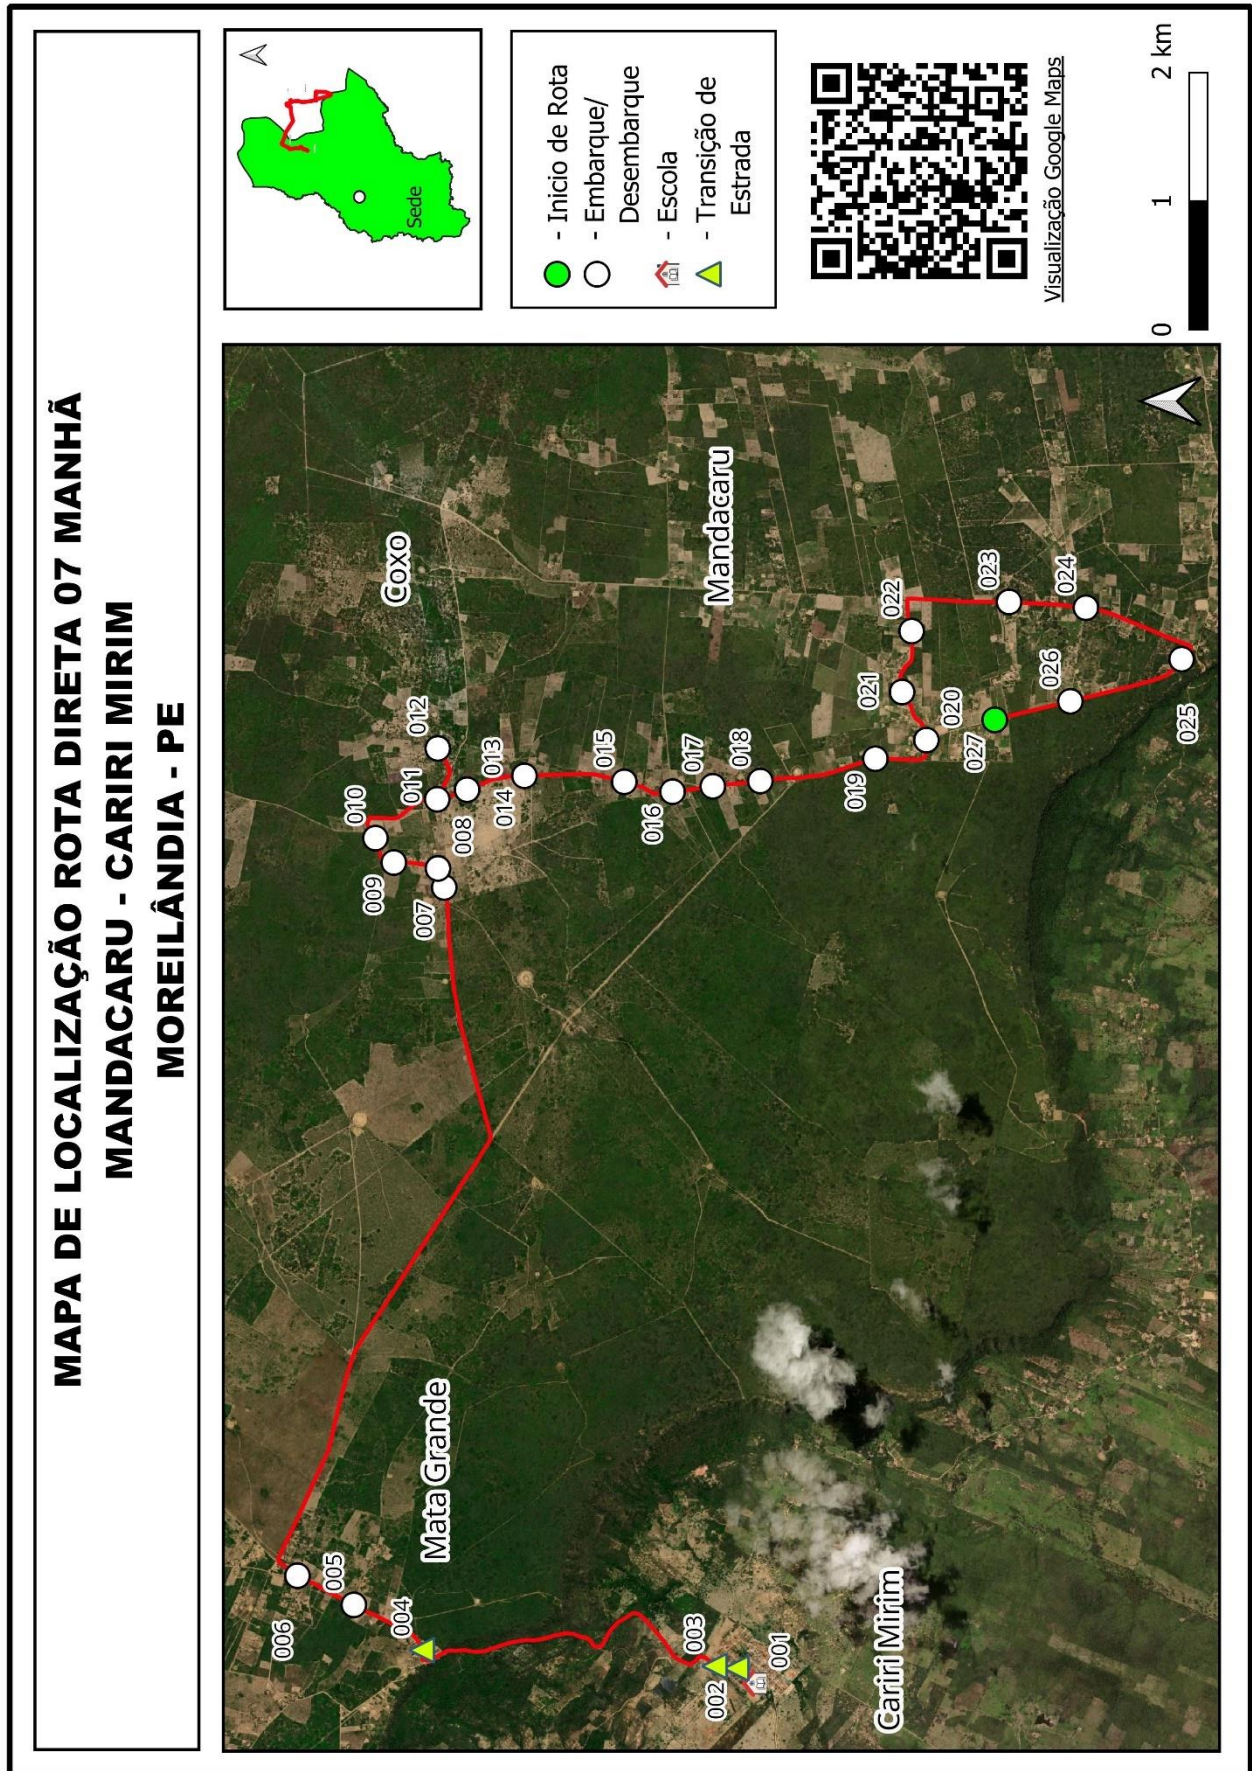 MAPA DE LOCALIZAÇÃO ROTA DIRETA 07 MANHÃ
MANDACARU - CARIRI MIRIM
MOREILÂNDIA - PE
Sede
- Inicio de Rota
- Embarque/
Desembarque
- Escola
- Transição de
Estrada
Visualização Google Maps
0 1 2 km
Coxo
Mandacaru
Mata Grande
Cariri Mirim
001
002
003
004
005
006
007
008
009
010
011
012
013
014
015
016
017
018
019
020
021
022
023
024
025
026
027